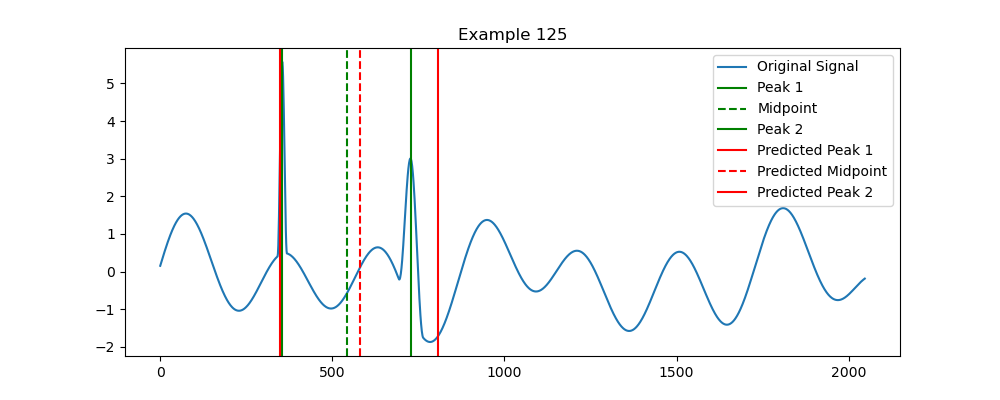 Example 125
Original Signal
Peak 1
Midpoint
Peak 2
Predicted Peak 1
Predicted Midpoint
Predicted Peak 2
5
4
3
2
1
0
−1
−2
0 500 1000 1500 2000